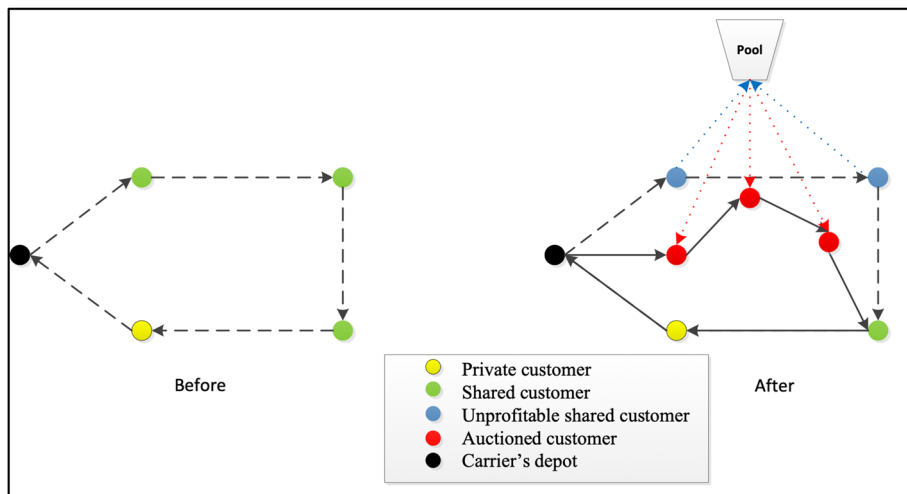 Pool
Before
After
Private customer
Shared customer
Unprofitable shared customer
Auctioned customer
Carrier’s depot